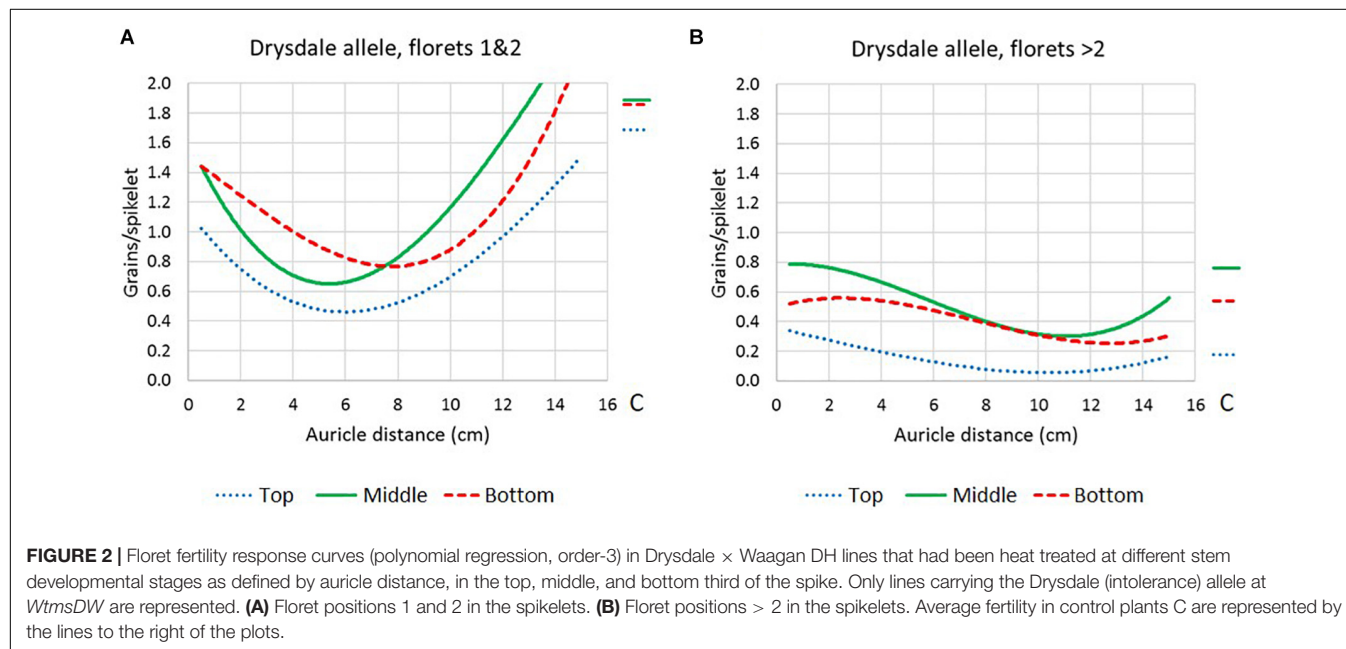 A
Drysdale allele, florets 1&2
2.0
1.8
1.6
1.4
1.2
1.0
0.8
0.6
0.4
0.2
0.0
Grains/spikelet
0 2 4 6 8 10 12 14 16 C
Auricle distance (cm)
Top Middle Bottom
B
Drysdale allele, florets >2
2.0
1.8
1.6
1.4
1.2
1.0
0.8
0.6
0.4
0.2
0.0
Grains/spikelet
0 2 4 6 8 10 12 14 16 C
Auricle distance (cm)
Top Middle Bottom
FIGURE 2 | Floret fertility response curves (polynomial regression, order-3) in Drysdale × Waagan DH lines that had been heat treated at different stem
developmental stages as defined by auricle distance, in the top, middle, and bottom third of the spike. Only lines carrying the Drysdale (intolerance) allele at
WtmsDW are represented. (A) Floret positions 1 and 2 in the spikelets. (B) Floret positions > 2 in the spikelets. Average fertility in control plants C are represented by
the lines to the right of the plots.